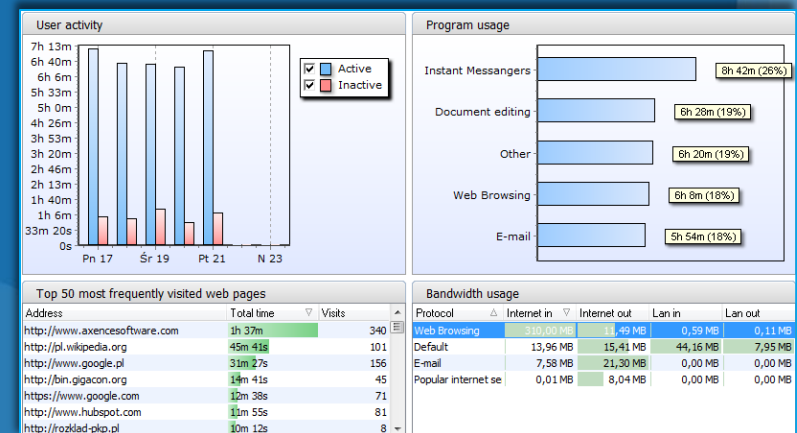 User activity
7h 13m
6h 40m
6h 6m
5h 33m
5h 0m
4h 26m
3h 53m
3h 20m
2h 46m
2h 13m
1h 40m
1h 6m
33m 20s
0s
Pn 17 Śr 19 Pt 21 N 23
Active
Inactive
Program usage
Instant Messangers 8h 42m (26%)
Document editing 6h 28m (19%)
Other 6h 20m (19%)
Web Browsing 6h 8m (18%)
E-mail 5h 54m (18%)
Top 50 most frequently visited web pages
Address Total time Visits
http://www.axencesoftware.com 1h 37m 340
http://pl.wikipedia.org 45m 41s 101
http://www.google.pl 31m 27s 156
http://bin.gigacon.org 14m 41s 45
https://www.google.com 12m 38s 71
http://www.hubspot.com 11m 55s 81
http://rozklad-pkp.pl 10m 12s 8
Bandwidth usage
Protocol Internet in Internet out Lan in Lan out
Web Browsing 310,00 MB 11,49 MB 0,59 MB 0,11 MB
Default 13,96 MB 15,41 MB 44,16 MB 7,95 MB
E-mail 7,58 MB 21,30 MB 0,00 MB 0,00 MB
Popular internet se 0,01 MB 8,04 MB 0,00 MB 0,00 MB